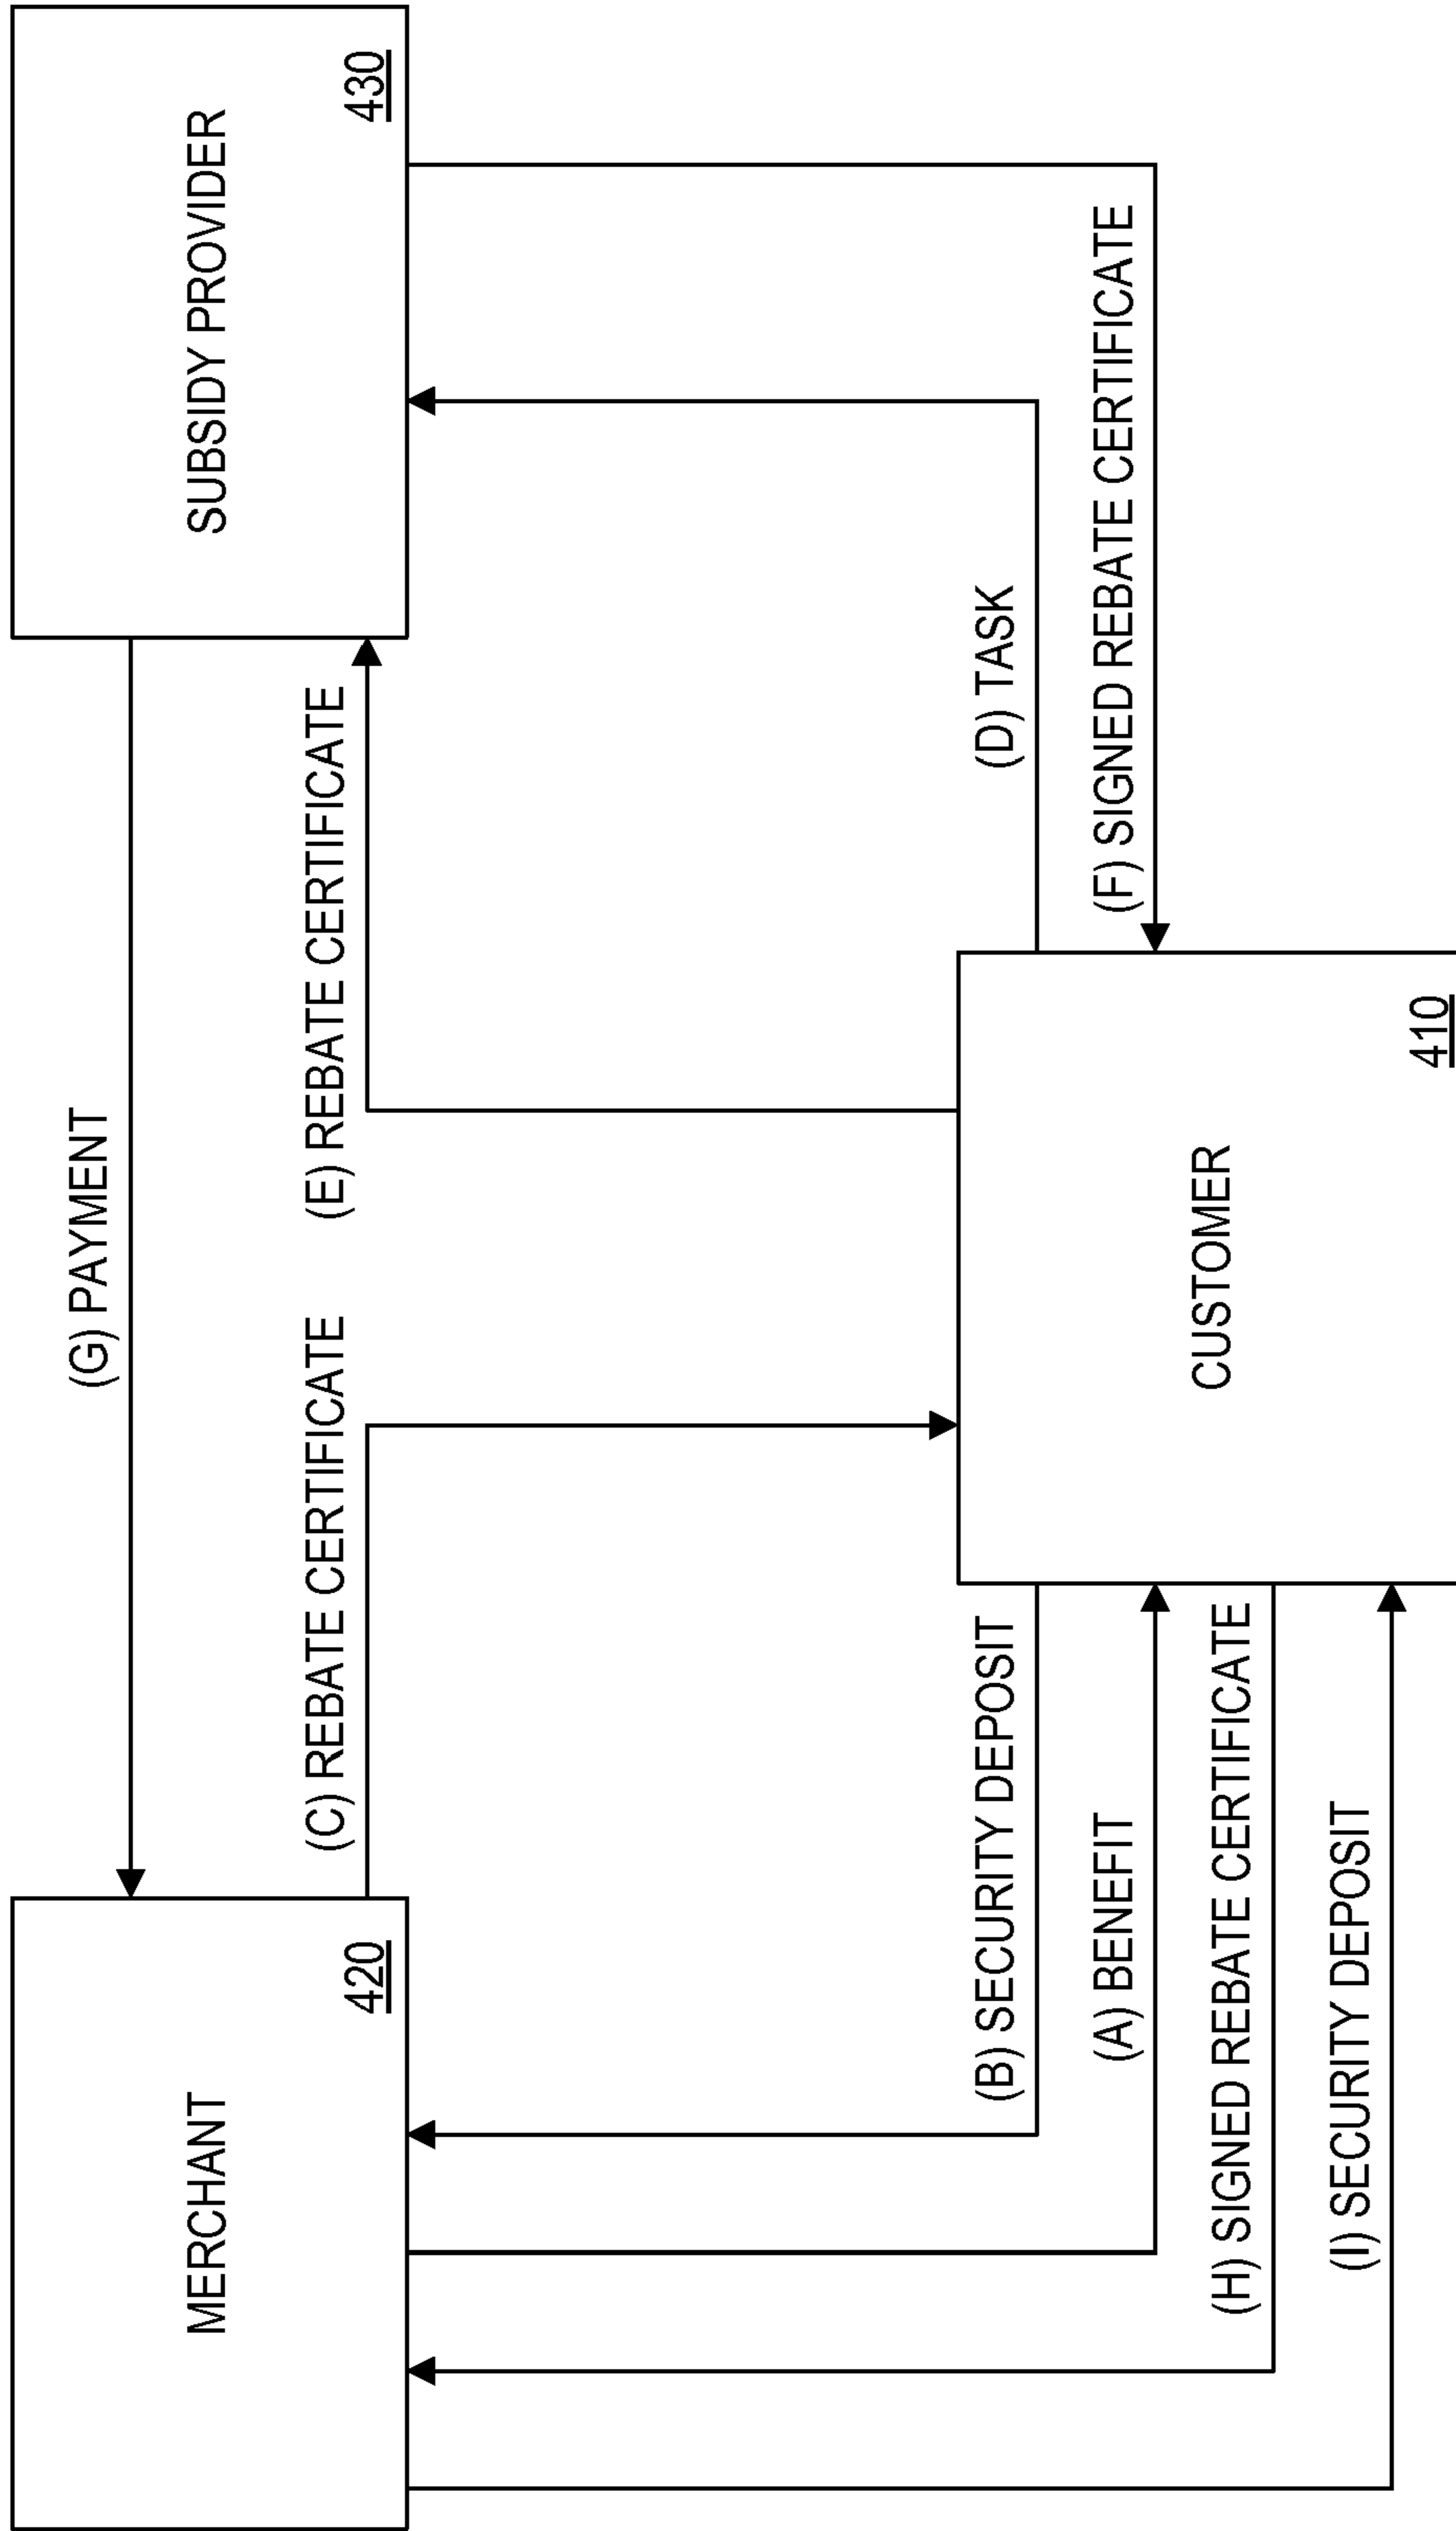 (G) PAYMENT
MERCHANT
420
SUBSIDY PROVIDER
430
(C) REBATE CERTIFICATE
(E) REBATE CERTIFICATE
(B) SECURITY DEPOSIT
(D) TASK
(A) BENEFIT
(F) SIGNED REBATE CERTIFICATE
(H) SIGNED REBATE CERTIFICATE
CUSTOMER
(I) SECURITY DEPOSIT
410